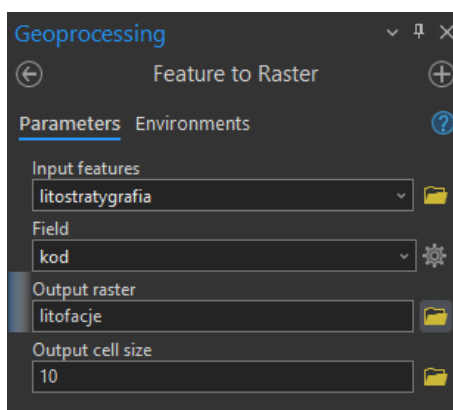 Geoprocessing
Feature to Raster
Parameters Environments
Input features
litostratygrafia
Field
kod
Output raster
litofacje
Output cell size
10